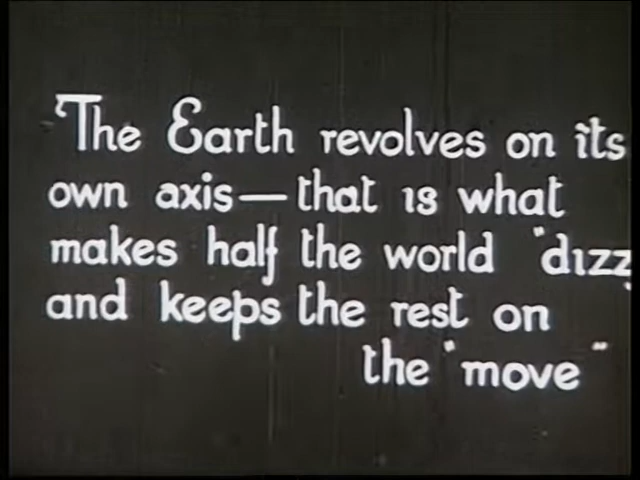 The Earth revolves on its
own axis—that is what
makes half the world "dizz
and keeps the rest on
the "move"